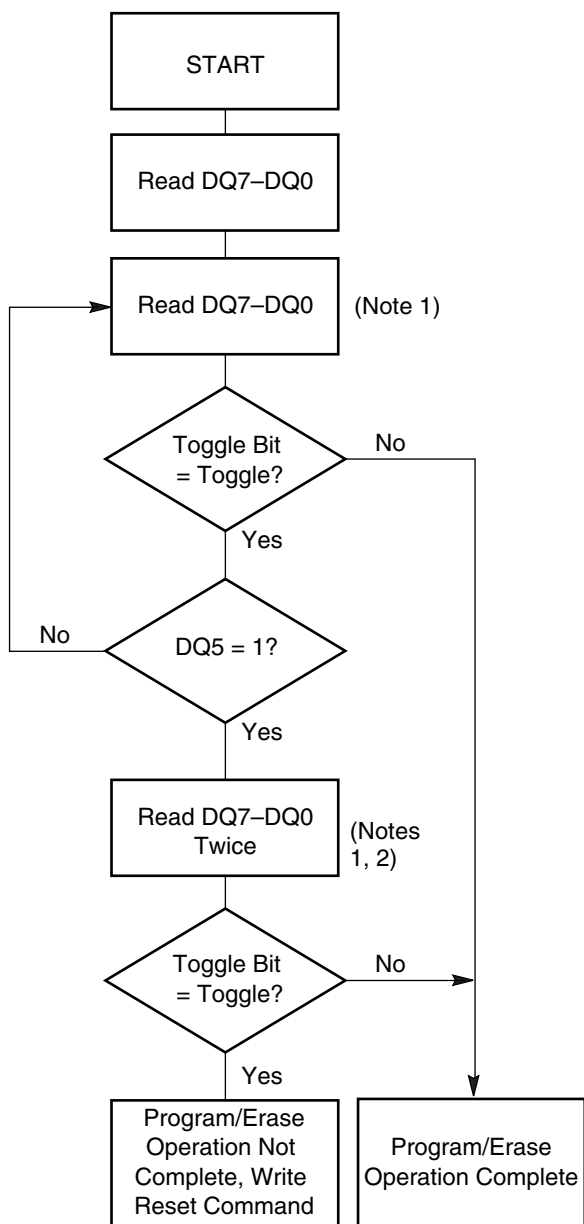 START
Read DQ7–DQ0
Read DQ7–DQ0
(Note 1)
Toggle Bit
= Toggle?
No
Yes
No
DQ5 = 1?
Yes
Read DQ7–DQ0
Twice
(Notes
1, 2)
Toggle Bit
= Toggle?
No
Yes
Program/Erase
Operation Not
Complete, Write
Reset Command
Program/Erase
Operation Complete